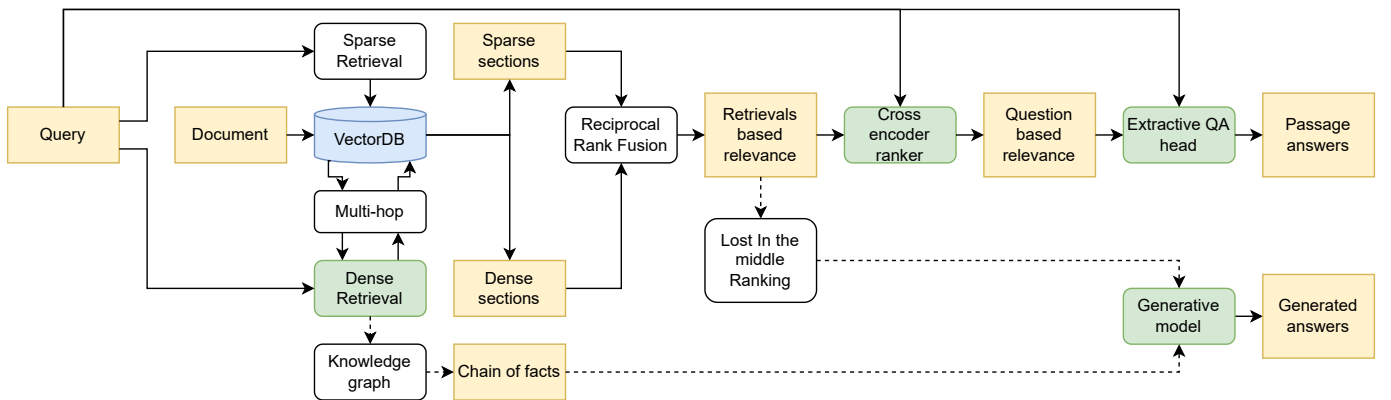 Sparse
Retrieval
Sparse
sections
Query
Document
VectorDB
Reciprocal
Rank Fusion
Retrievals
based
relevance
Cross
encoder
ranker
Question
based
relevance
Extractive QA
head
Passage
answers
Multi-hop
Lost In the
middle
Ranking
Dense
Retrieval
Dense
sections
Generative
model
Generated
answers
Knowledge
graph
Chain of facts